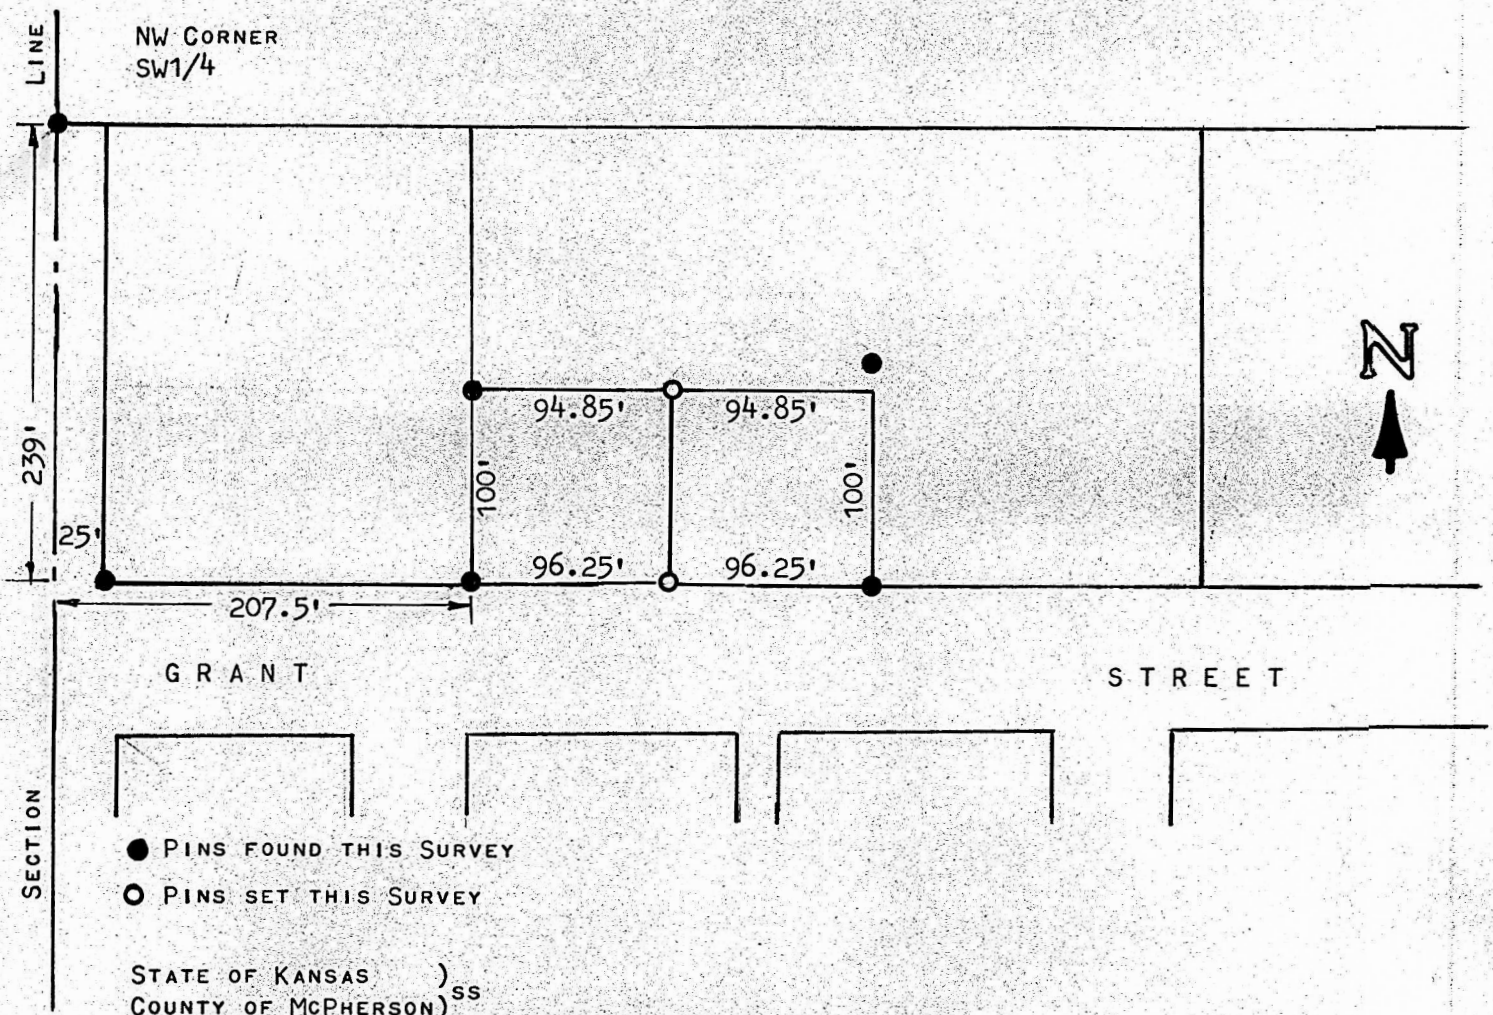 LINE
NW CORNER
SW1/4
239'
25'
94.85' 94.85'
100' 100'
96.25' 96.25'
207.5'
N
GRANT STREET
SECTION
PINS FOUND THIS SURVEY
PINS SET THIS SURVEY
STATE OF KANSAS )
SS
COUNTY OF MCPHERSON)